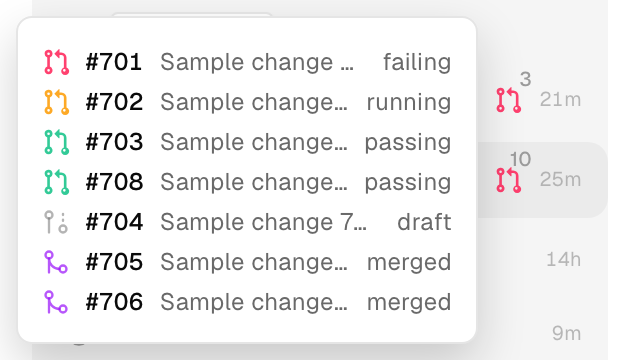 #701 Sample change ... failing
#702 Sample change... running
#703 Sample change... passing
#708 Sample change... passing
#704 Sample change 7... draft
#705 Sample change... merged
#706 Sample change... merged
3
21m
10
25m
14h
9m